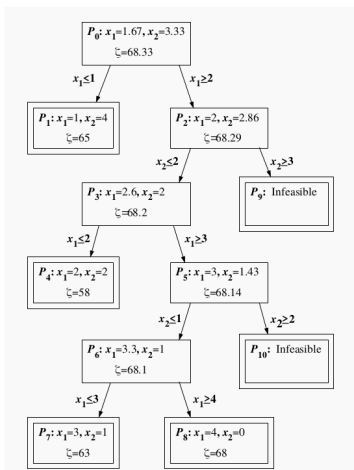 P0: x1=1.67, x2=3.33
ζ=68.33
x1≤1
x1≥2
P1: x1=1, x2=4
ζ=65
P2: x1=2, x2=2.86
ζ=68.29
x2≤2
x2≥3
P3: x1=2.6, x2=2
ζ=68.2
P9: Infeasible
x1≤2
x1≥3
P4: x1=2, x2=2
ζ=58
P5: x1=3, x2=1.43
ζ=68.14
x2≤1
x2≥2
P6: x1=3.3, x2=1
ζ=68.1
P10: Infeasible
x1≤3
x1≥4
P7: x1=3, x2=1
ζ=63
P8: x1=4, x2=0
ζ=68